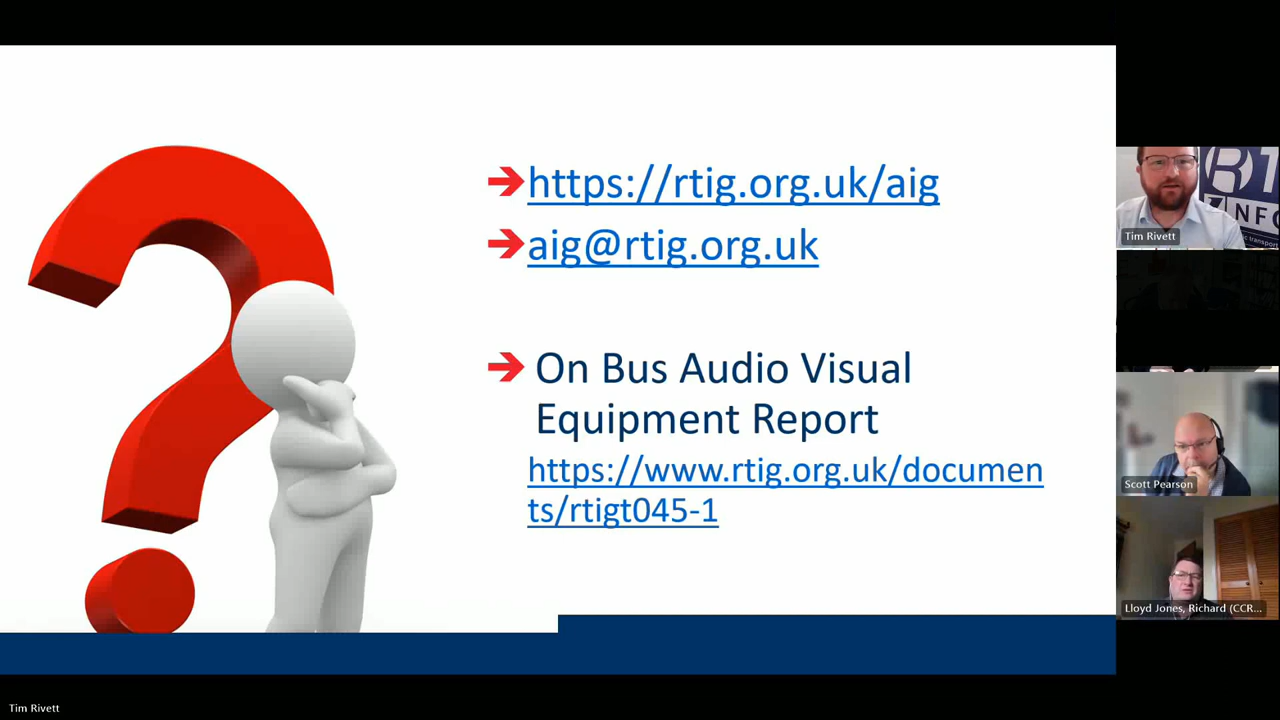 https://rtig.org.uk/aig
aig@rtig.org.uk
On Bus Audio Visual
Equipment Report
https://www.rtig.org.uk/documen
ts/rtigt045-1
Tim Rivett
Scott Pearson
Lloyd Jones, Richard (CCR...
Tim Rivett